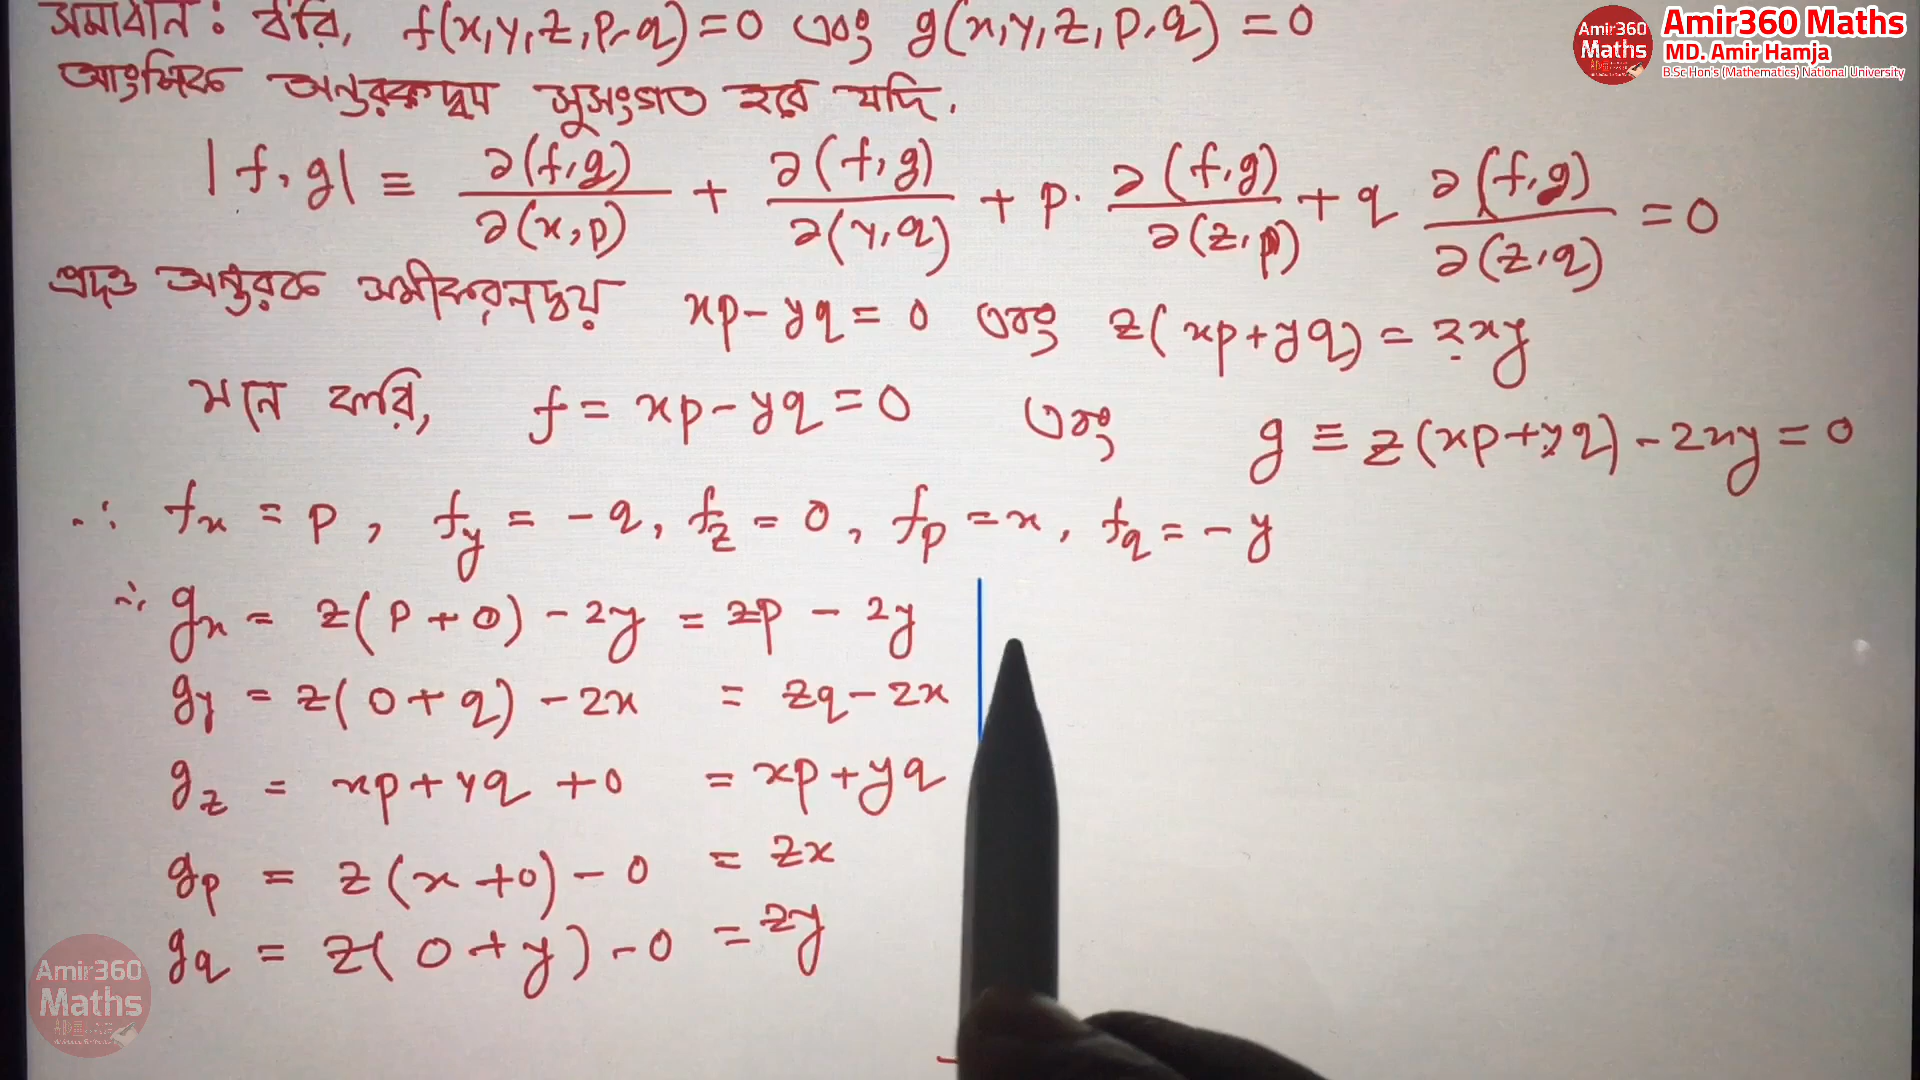 সমাধান: ধরি, f(x,y,z,p,q)=0 এবং g(x,y,z,p,q)=0
আংশিক অন্তরকদ্বয় সুসংগত হবে যদি.
|f,g| ≡ ∂(f,g)/∂(x,p) + ∂(f,g)/∂(y,q) + p. ∂(f,g)/∂(z,p) + q ∂(f,g)/∂(z,q) = 0
প্রদত্ত অন্তরক সমীকরনদ্বয় xp-yq=0 এবং z(xp+yq)=2xy
মনে করি, f = xp-yq=0 এবং g ≡ z(xp+yq)-2xy=0
∴ fx = p, fy = -q, fz = 0, fp = x, fq = -y
∴ gx = z(p+0)-2y = zp - 2y
gy = z(0+q)-2x = zq-2x
gz = xp+yq+0 = xp+yq
gp = z(x+0)-0 = zx
gq = z(0+y)-0 = zy
Amir360 Maths
MD. Amir Hamja
B.Sc Hon's (Mathematics) National University
Amir360
Maths
Amir360
Maths